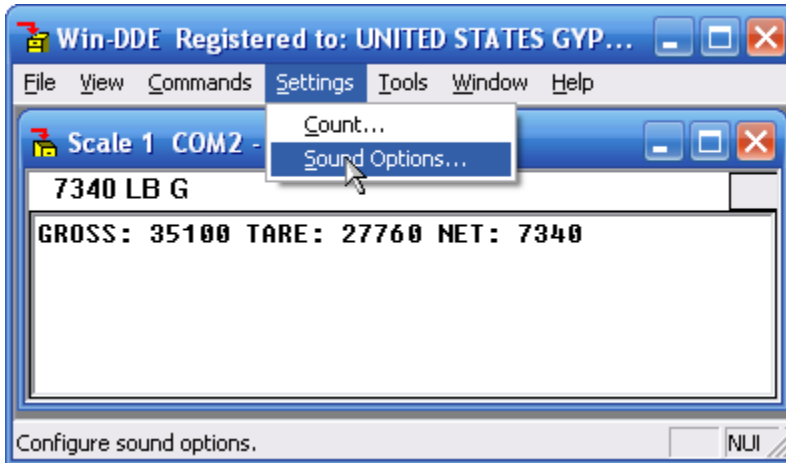 Win-DDE Registered to: UNITED STATES GYP...
File View Commands Settings Tools Window Help
Count...
Sound Options...
Scale 1 COM2 -
7340 LB G
GROSS: 35100 TARE: 27760 NET: 7340
Configure sound options.
NUI